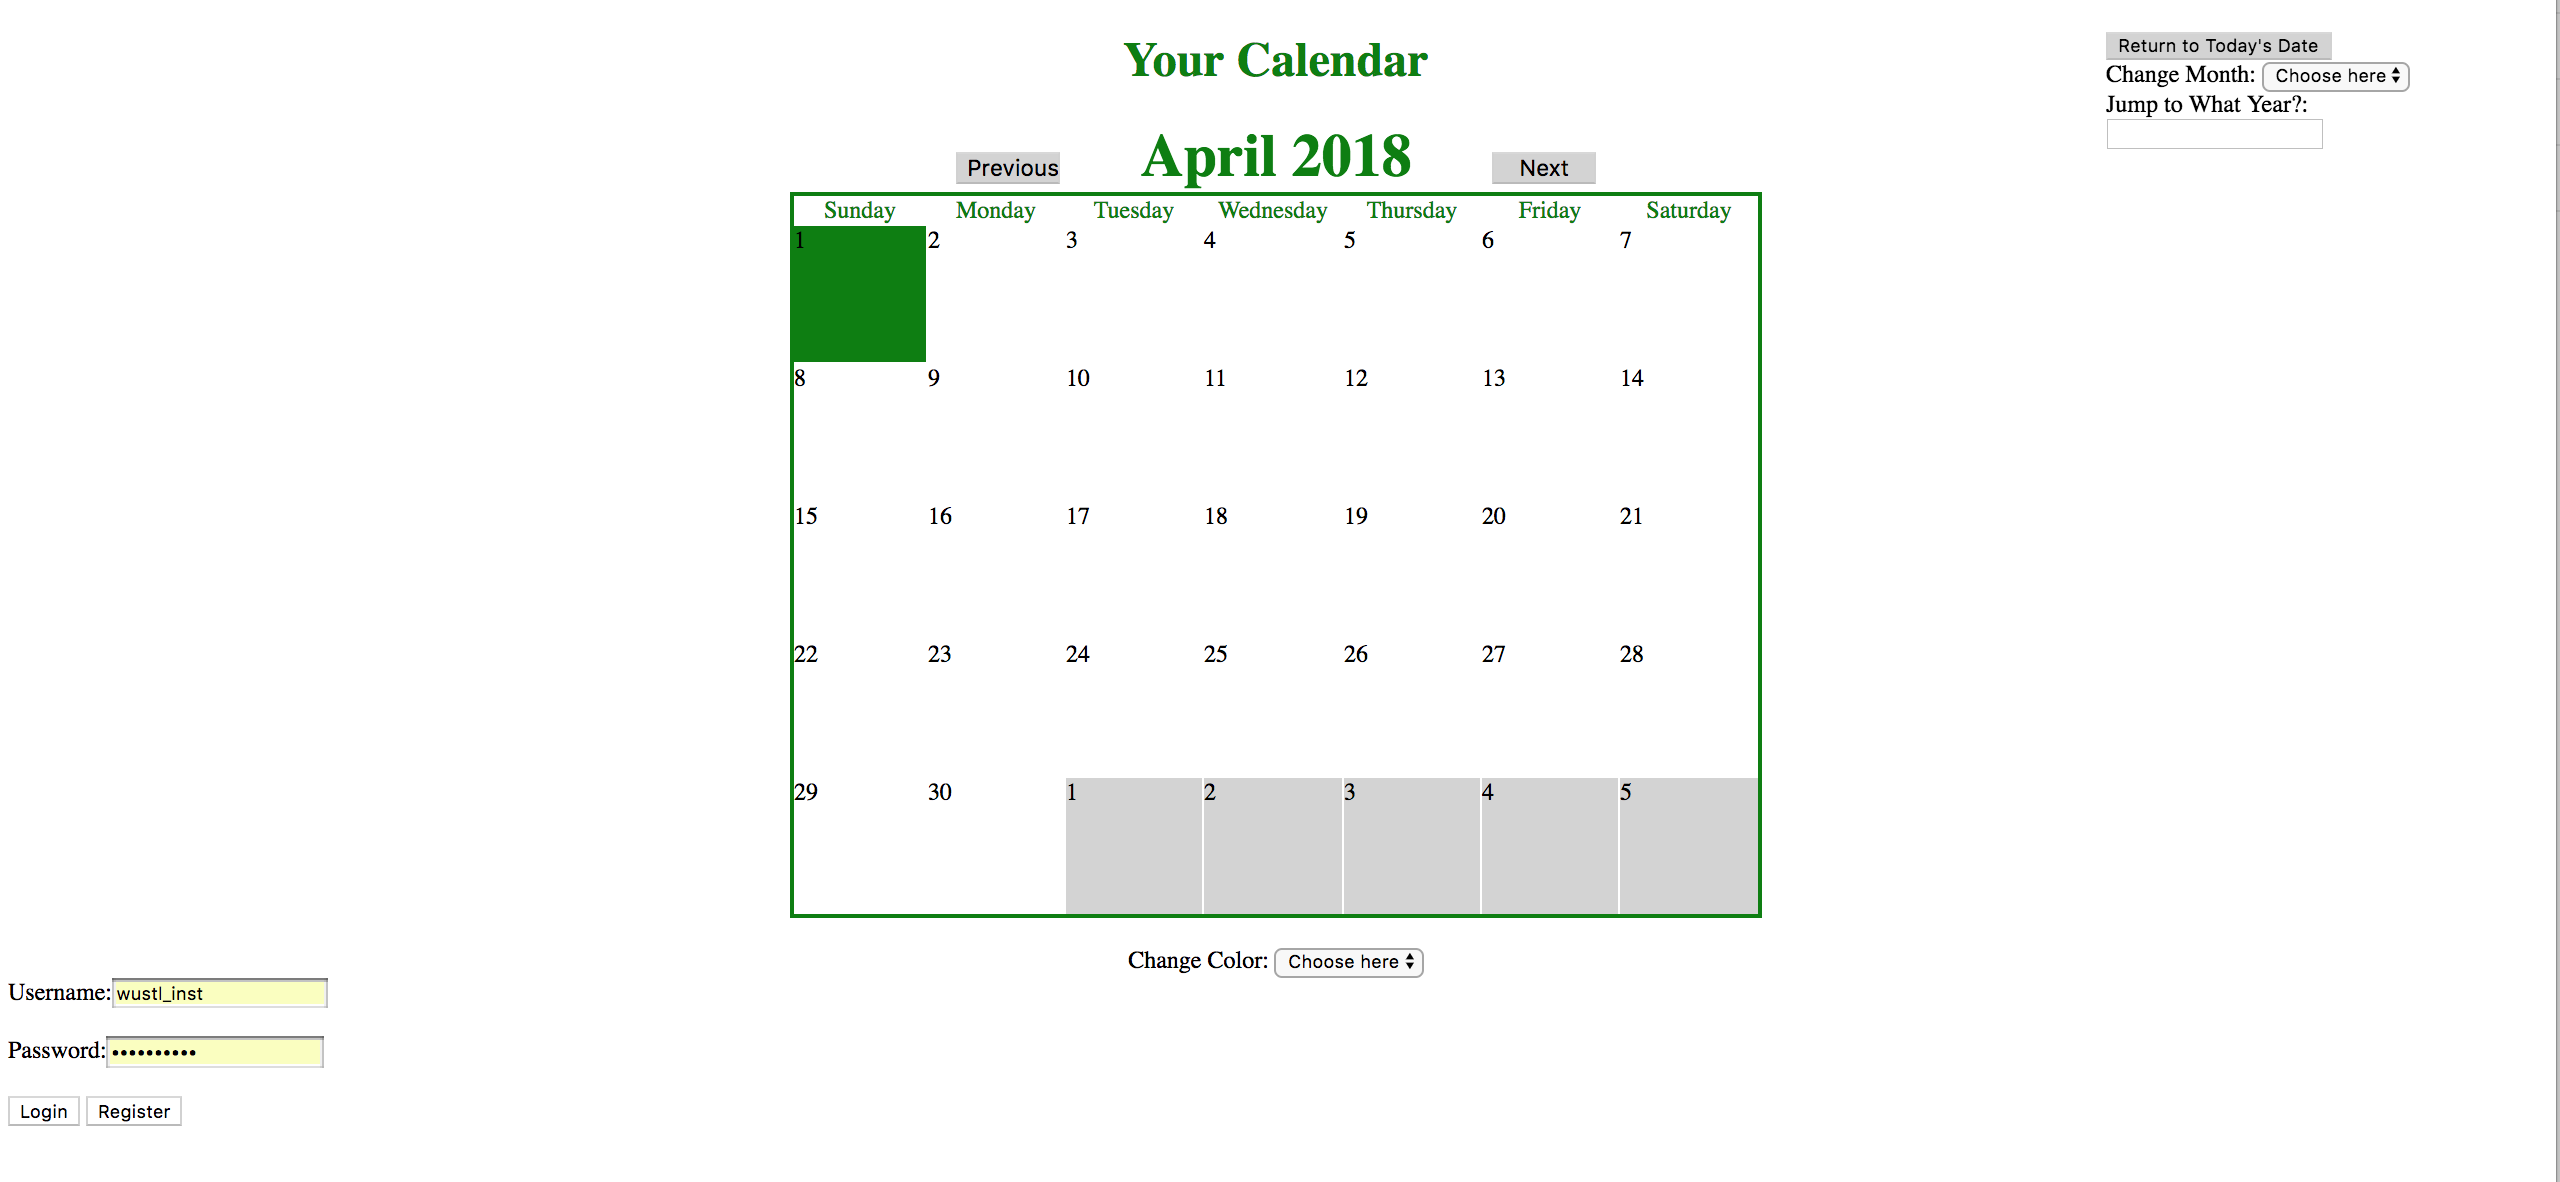 Your Calendar
Return to Today's Date
Change Month: Choose here
Jump to What Year?:
Previous April 2018 Next
Sunday Monday Tuesday Wednesday Thursday Friday Saturday
1 2 3 4 5 6 7
8 9 10 11 12 13 14
15 16 17 18 19 20 21
22 23 24 25 26 27 28
29 30 1 2 3 4 5
Change Color: Choose here
Username: wustl_inst
Password: ••••••••••
Login Register